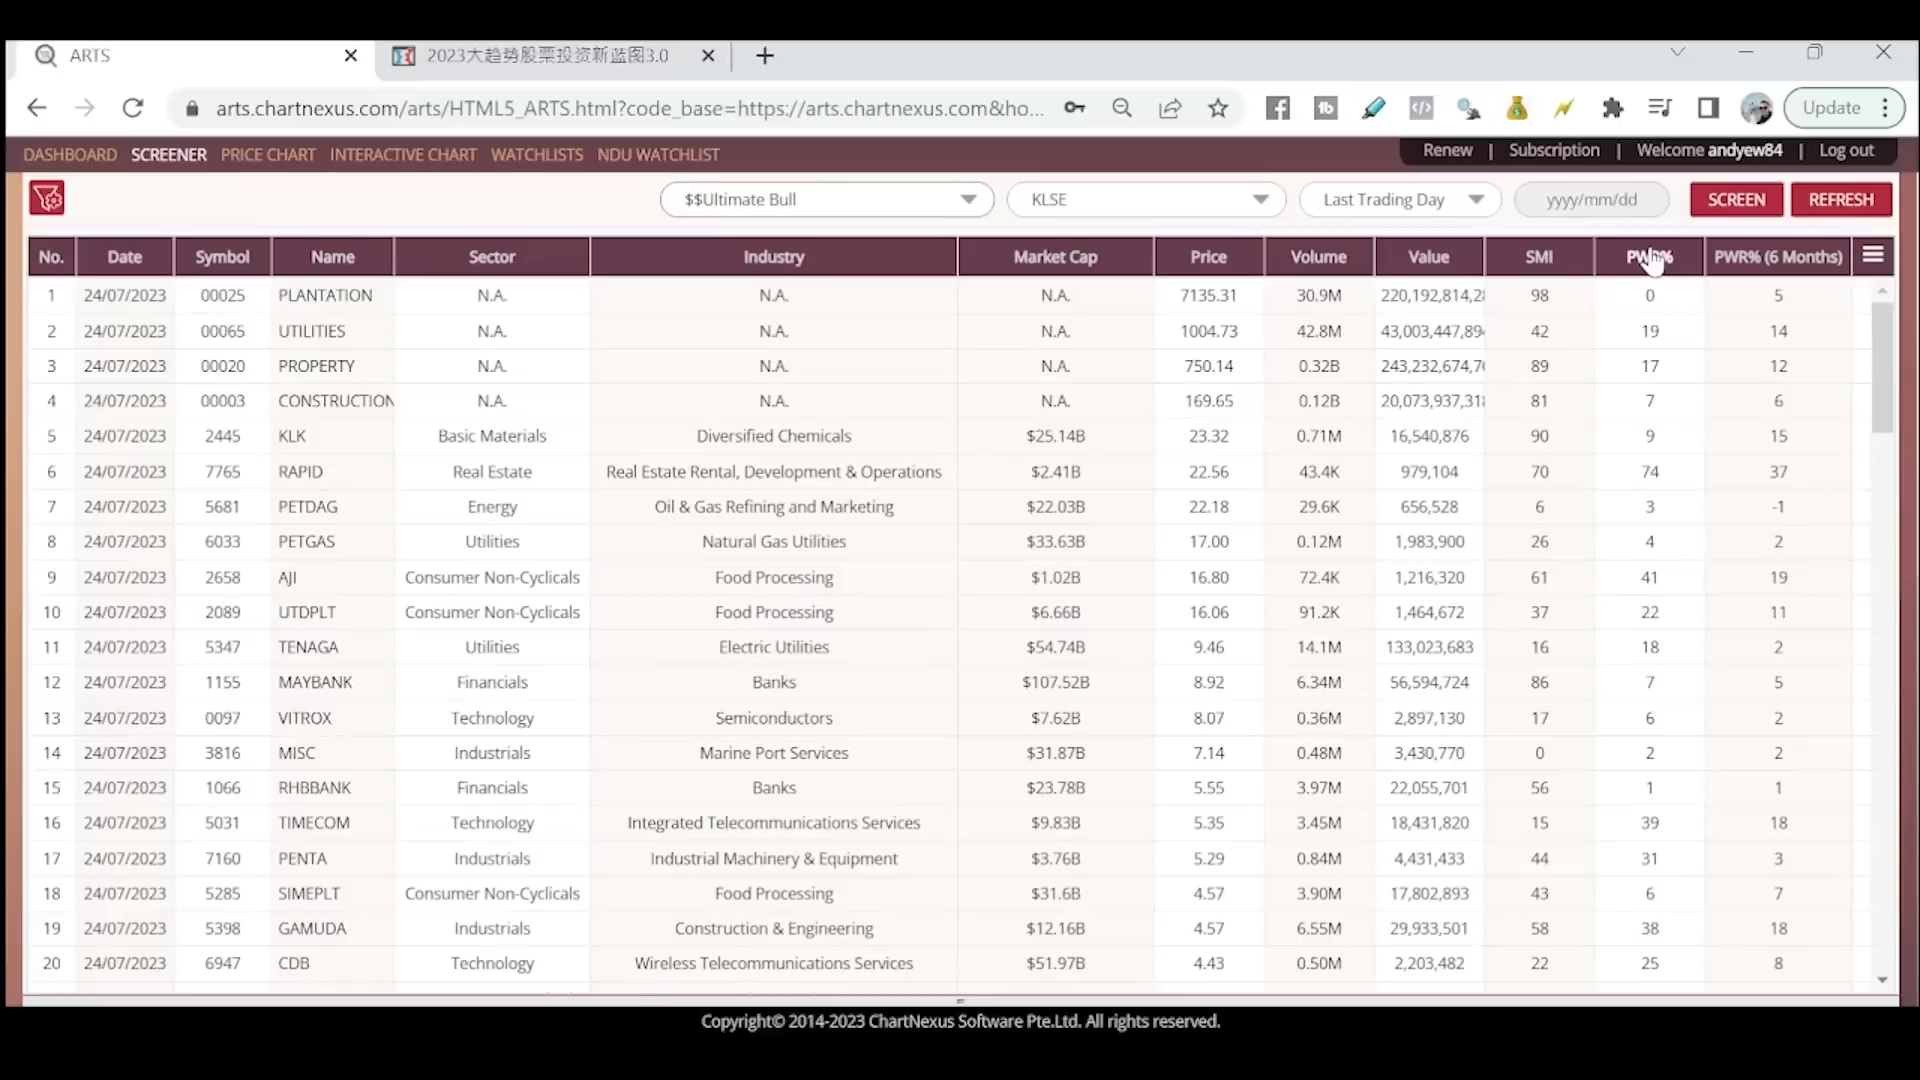 ARTS
2023大趋势股票投资新蓝图3.0
arts.chartnexus.com/arts/HTML5_ARTS.html?code_base=https://arts.chartnexus.com&ho...
Update
DASHBOARD SCREENER PRICE CHART INTERACTIVE CHART WATCHLISTS NDU WATCHLIST
Renew | Subscription | Welcome andyew84 | Log out
$$Ultimate Bull KLSE Last Trading Day yyyy/mm/dd SCREEN REFRESH
No. Date Symbol Name Sector Industry Market Cap Price Volume Value SMI PWR% PWR% (6 Months)
1 24/07/2023 00025 PLANTATION N.A. N.A. N.A. 7135.31 30.9M 220,192,814,2 98 0 5
2 24/07/2023 00065 UTILITIES N.A. N.A. N.A. 1004.73 42.8M 43,003,447,89 42 19 14
3 24/07/2023 00020 PROPERTY N.A. N.A. N.A. 750.14 0.32B 243,232,674,7 89 17 12
4 24/07/2023 00003 CONSTRUCTION N.A. N.A. N.A. 169.65 0.12B 20,073,937,31 81 7 6
5 24/07/2023 2445 KLK Basic Materials Diversified Chemicals $25.14B 23.32 0.71M 16,540,876 90 9 15
6 24/07/2023 7765 RAPID Real Estate Real Estate Rental, Development & Operations $2.41B 22.56 43.4K 979,104 70 74 37
7 24/07/2023 5681 PETDAG Energy Oil & Gas Refining and Marketing $22.03B 22.18 29.6K 656,528 6 3 -1
8 24/07/2023 6033 PETGAS Utilities Natural Gas Utilities $33.63B 17.00 0.12M 1,983,900 26 4 2
9 24/07/2023 2658 AJI Consumer Non-Cyclicals Food Processing $1.02B 16.80 72.4K 1,216,320 61 41 19
10 24/07/2023 2089 UTDPLT Consumer Non-Cyclicals Food Processing $6.66B 16.06 91.2K 1,464,672 37 22 11
11 24/07/2023 5347 TENAGA Utilities Electric Utilities $54.74B 9.46 14.1M 133,023,683 16 18 2
12 24/07/2023 1155 MAYBANK Financials Banks $107.52B 8.92 6.34M 56,594,724 86 7 5
13 24/07/2023 0097 VITROX Technology Semiconductors $7.62B 8.07 0.36M 2,897,130 17 6 2
14 24/07/2023 3816 MISC Industrials Marine Port Services $31.87B 7.14 0.48M 3,430,770 0 2 2
15 24/07/2023 1066 RHBBANK Financials Banks $23.78B 5.55 3.97M 22,055,701 56 1 1
16 24/07/2023 5031 TIMECOM Technology Integrated Telecommunications Services $9.83B 5.35 3.45M 18,431,820 15 39 18
17 24/07/2023 7160 PENTA Industrials Industrial Machinery & Equipment $3.76B 5.29 0.84M 4,431,433 44 31 3
18 24/07/2023 5285 SIMEPLT Consumer Non-Cyclicals Food Processing $31.6B 4.57 3.90M 17,802,893 43 6 7
19 24/07/2023 5398 GAMUDA Industrials Construction & Engineering $12.16B 4.57 6.55M 29,933,501 58 38 18
20 24/07/2023 6947 CDB Technology Wireless Telecommunications Services $51.97B 4.43 0.50M 2,203,482 22 25 8
Copyright© 2014-2023 ChartNexus Software Pte.Ltd. All rights reserved.